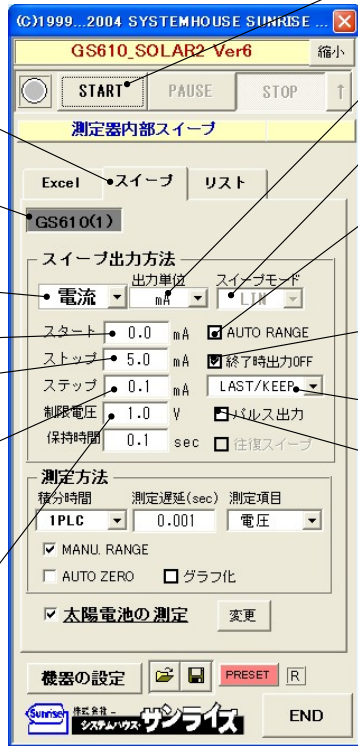 (C)1999...2004 SYSTEMHOUSE SUNRISE ...
GS610_SOLAR2 Ver6 縮小
START PAUSE STOP ↑
測定器内部スイープ
Excel スイープ リスト
GS610(1)
スイープ出力方法
出力単位 スイープモード
電流 mA LIN
スタート 0.0 mA AUTO RANGE
ストップ 5.0 mA 終了時出力OFF
ステップ 0.1 mA LAST/KEEP
制限電圧 1.0 V パルス出力
保持時間 0.1 sec 往復スイープ
測定方法
積分時間 測定遅延(sec) 測定項目
1PLC 0.001 電圧
MANU. RANGE
AUTO ZERO グラフ化
太陽電池の測定 変更
機器の設定 PRESET R
Sunrise 株式会社 システムハウス・サンライズ END